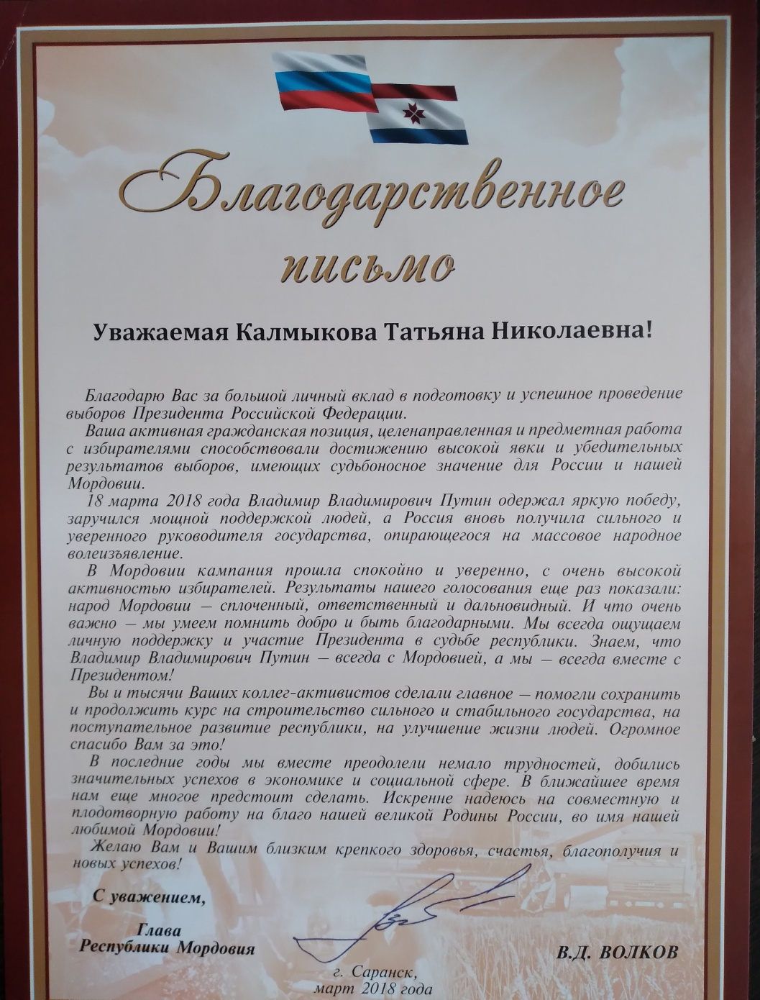 Благодарственное
письмо
Уважаемая Калмыкова Татьяна Николаевна!
Благодарю Вас за большой личный вклад в подготовку и успешное проведение
выборов Президента Российской Федерации.
Ваша активная гражданская позиция, целенаправленная и предметная работа
с избирателями способствовали достижению высокой явки и убедительных
результатов выборов, имеющих судьбоносное значение для России и нашей
Мордовии.
18 марта 2018 года Владимир Владимирович Путин одержал яркую победу,
заручился мощной поддержкой людей, а Россия вновь получила сильного и
уверенного руководителя государства, опирающегося на массовое народное
волеизъявление.
В Мордовии кампания прошла спокойно и уверенно, с очень высокой
активностью избирателей. Результаты нашего голосования еще раз показали:
народ Мордовии – сплоченный, ответственный и дальновидный. И что очень
важно – мы умеем помнить добро и быть благодарными. Мы всегда ощущаем
личную поддержку и участие Президента в судьбе республики. Знаем, что
Владимир Владимирович Путин – всегда с Мордовией, а мы – всегда вместе с
Президентом!
Вы и тысячи Ваших коллег-активистов сделали главное – помогли сохранить
и продолжить курс на строительство сильного и стабильного государства, на
поступательное развитие республики, на улучшение жизни людей. Огромное
спасибо Вам за это!
В последние годы мы вместе преодолели немало трудностей, добились
значительных успехов в экономике и социальной сфере. В ближайшее время
нам еще многое предстоит сделать. Искренне надеюсь на совместную и
плодотворную работу на благо нашей великой Родины России, во имя нашей
любимой Мордовии!
Желаю Вам и Вашим близким крепкого здоровья, счастья, благополучия и
новых успехов!
С уважением,
Глава
Республики Мордовия
В.Д. ВОЛКОВ
г. Саранск,
март 2018 года